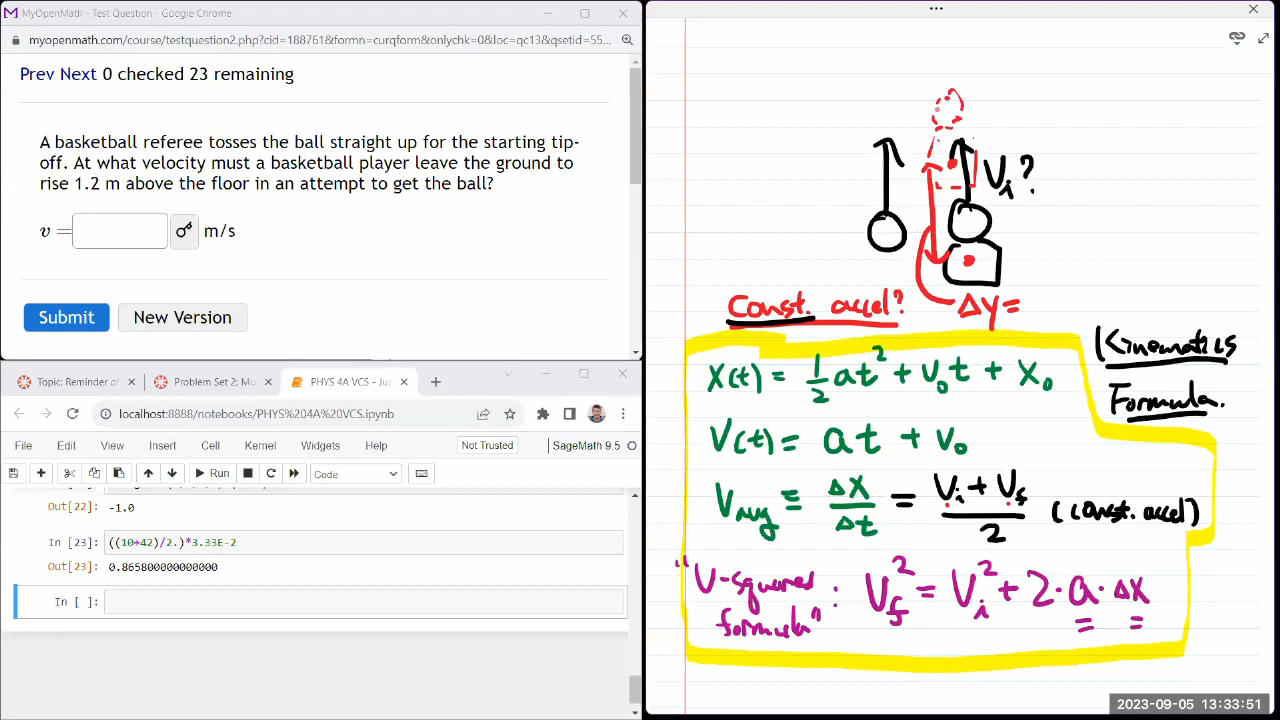 MyOpenMath - Test Question - Google Chrome
myopenmath.com/course/testquestion2.php?cid=188761&formn=curqform&onlychk=0&loc=qc13&qsetid=55...
Prev Next 0 checked 23 remaining
A basketball referee tosses the ball straight up for the starting tip-
off. At what velocity must a basketball player leave the ground to
rise 1.2 m above the floor in an attempt to get the ball?
v = m/s
Submit New Version
Topic: Reminder o
Problem Set: Mo
PHYS 4A VCS - Ju
localhost:8888/notebooks/PHYS%204A%20VCS.ipynb
File Edit View Insert Cell Kernel Widgets Help Not Trusted SageMath 9.5
Run Code
Out[22]: -1.0
In [23]: ((10+42)/2.)*3.33E-2
Out[23]: 0.865800000000000
In [ ]:
Vi?
Const. accel? Δy=
Kinematics
Formula.
X(t) = 1/2 at² + V₀t + X₀
V(t) = at + V₀
Vavg = ΔX/Δt = (Vi + Vf)/2 (const. accel)
"V-squared
formula" : Vf² = Vi² + 2·a·Δx
2023-09-05 13:33:51